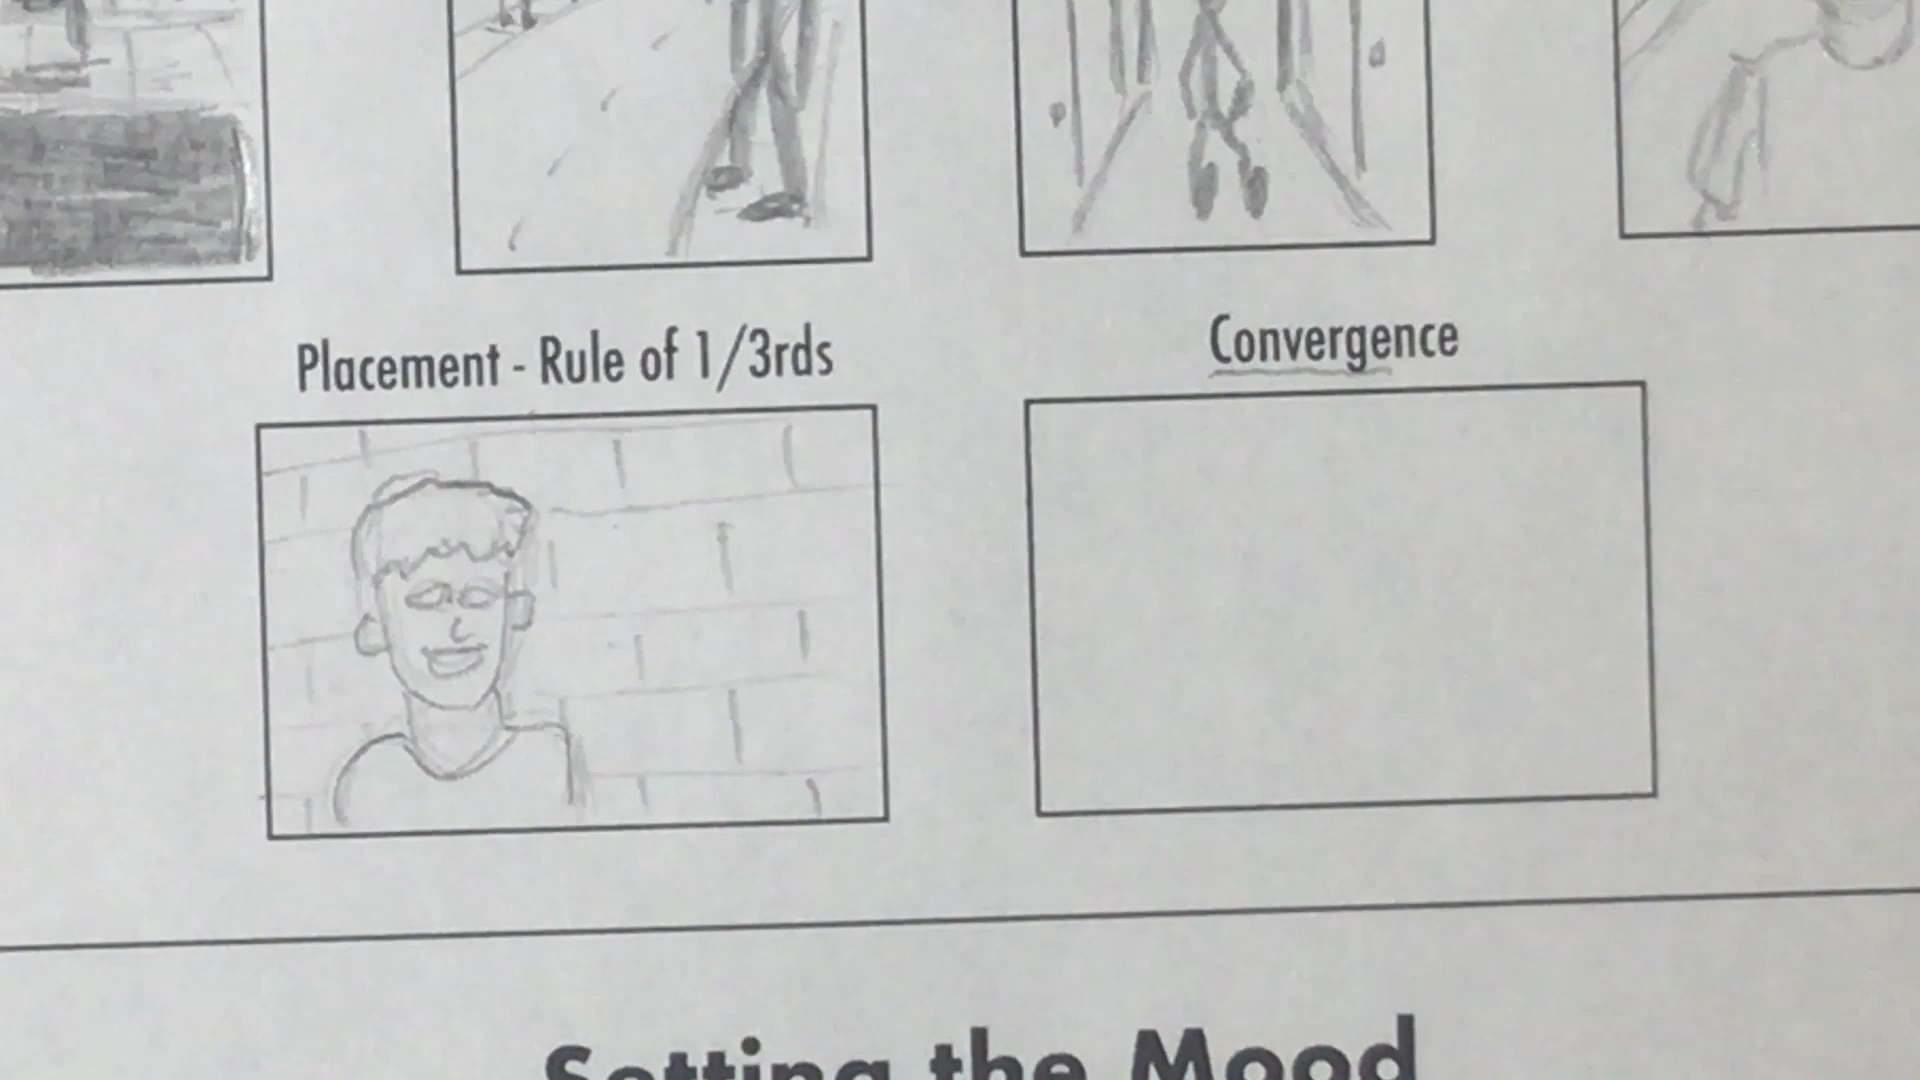 Placement - Rule of 1/3rds
Convergence
Setting the Mood